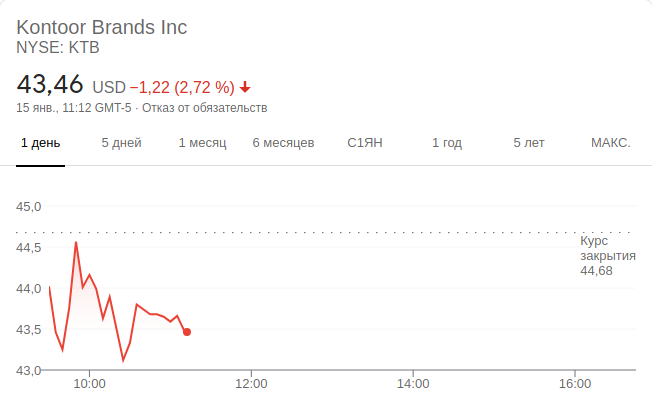 Kontoor Brands Inc
NYSE: KTB
43,46 USD −1,22 (2,72 %)
15 янв., 11:12 GMT-5 · Отказ от обязательств
1 день 5 дней 1 месяц 6 месяцев С1ЯН 1 год 5 лет МАКС.
45,0
Курс
закрытия
44,68
44,5
44,0
43,5
43,0
10:00 12:00 14:00 16:00